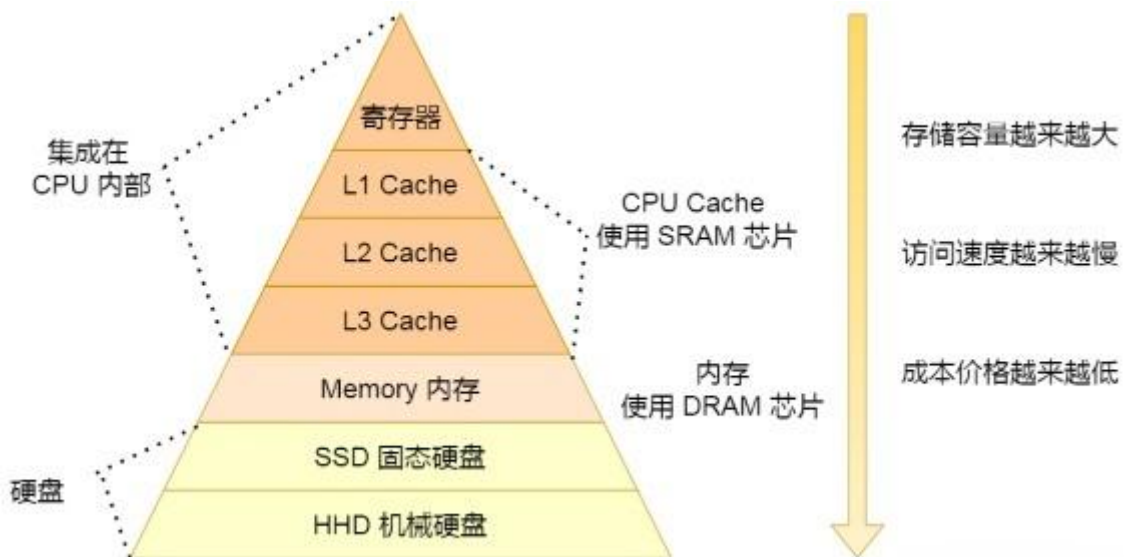 寄存器
L1 Cache
L2 Cache
L3 Cache
Memory 内存
SSD 固态硬盘
HHD 机械硬盘
集成在
CPU 内部
硬盘
CPU Cache
使用 SRAM 芯片
内存
使用 DRAM 芯片
存储容量越来越大
访问速度越来越慢
成本价格越来越低